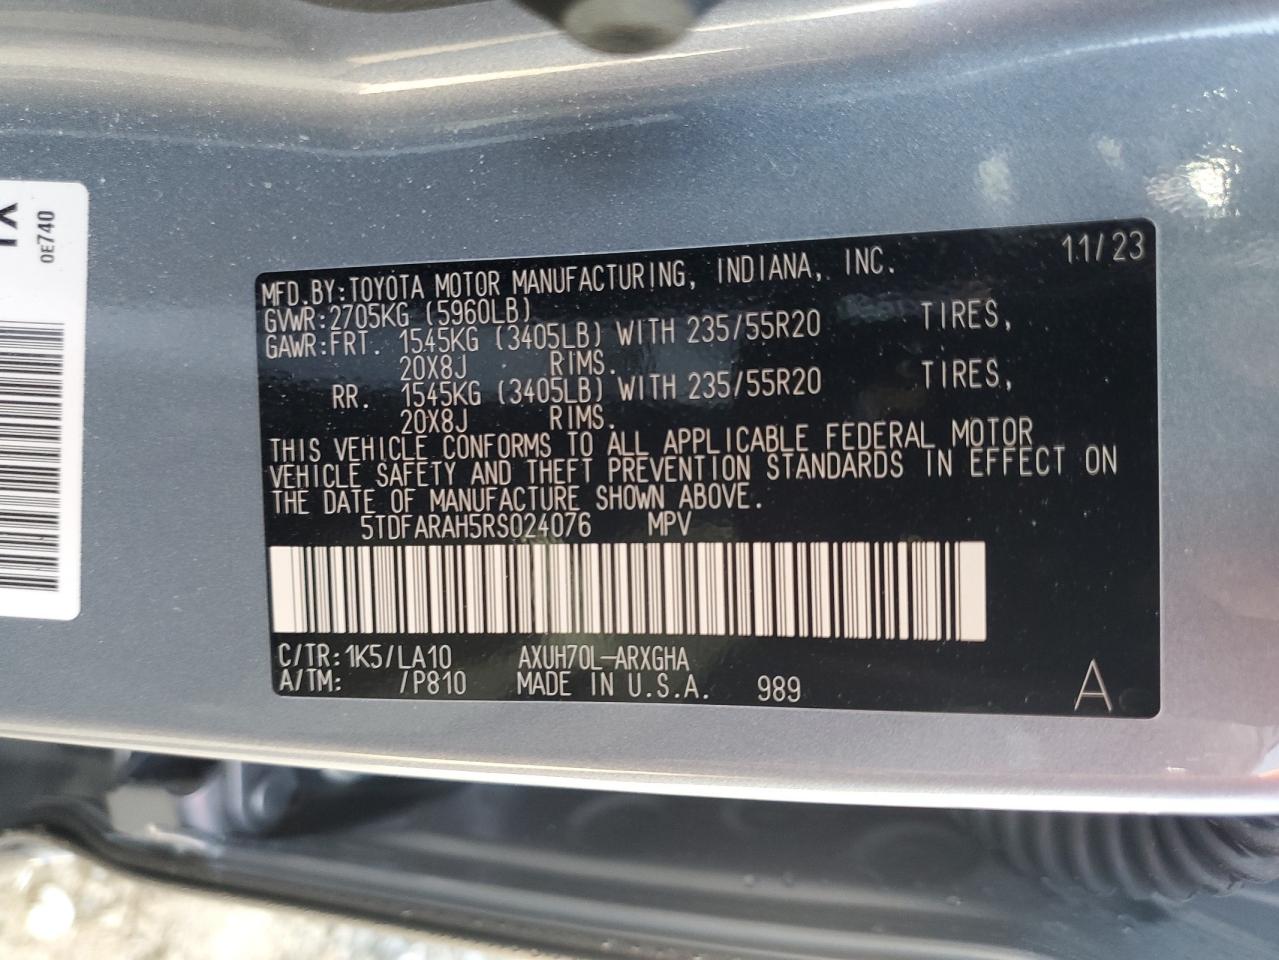 0E740
11/23
MFD.BY:TOYOTA MOTOR MANUFACTURING, INDIANA, INC.
GVWR:2705KG (5960LB)
GAWR:FRT. 1545KG (3405LB) WITH 235/55R20 TIRES,
20X8J RIMS.
RR. 1545KG (3405LB) WITH 235/55R20 TIRES,
20X8J RIMS.
THIS VEHICLE CONFORMS TO ALL APPLICABLE FEDERAL MOTOR
VEHICLE SAFETY AND THEFT PREVENTION STANDARDS IN EFFECT ON
THE DATE OF MANUFACTURE SHOWN ABOVE.
5TDFARAH5RS024076 MPV
C/TR:1K5/LA10 AXUH70L-ARXGHA
A/TM: /P810 MADE IN U.S.A. 989 A